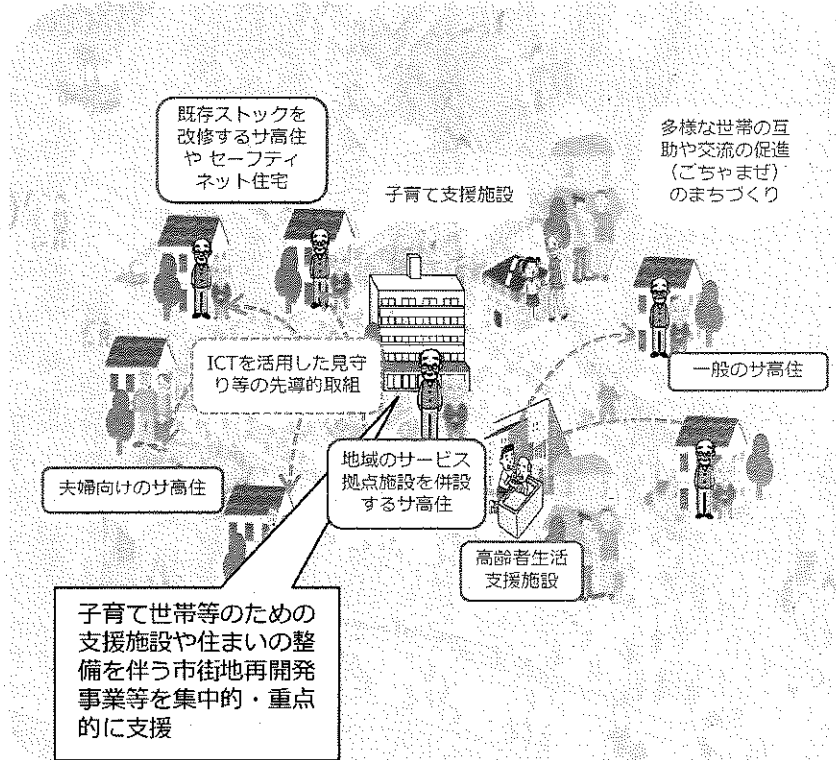 既存ストックを
改修するサ高住
や セーフティ
ネット住宅
子育て支援施設
多様な世帯の互
助や交流の促進
（ごちゃまぜ）
のまちづくり
ICTを活用した見守
り等の先導的取組
一般のサ高住
地域のサービス
拠点施設を併設
するサ高住
夫婦向けのサ高住
高齢者生活
支援施設
子育て世帯等のための
支援施設や住まいの整
備を伴う市街地再開発
事業等を集中的・重点
的に支援